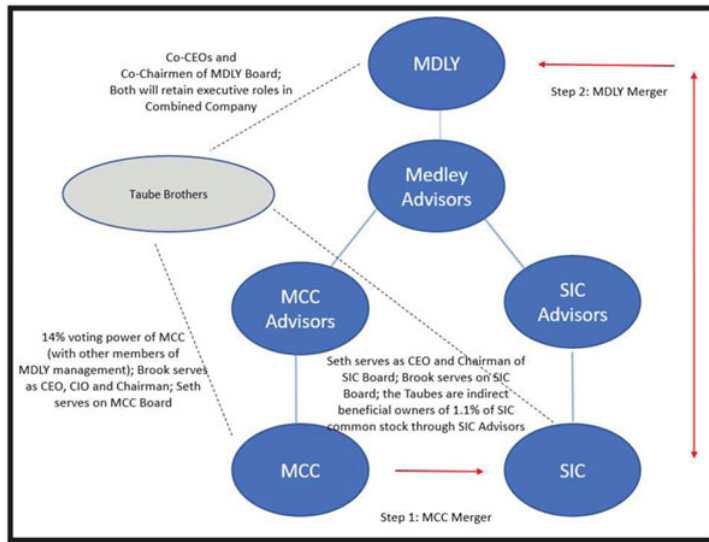 Co-CEOs and
Co-Chairmen of MDLY Board;
Both will retain executive roles in
Combined Company
MDLY
Step 2: MDLY Merger
Taube Brothers
Medley
Advisors
MCC
Advisors
SIC
Advisors
14% voting power of MCC
(with other members of
MDLY management); Brook serves
as CEO, CIO and Chairman; Seth
serves on MCC Board
Seth serves as CEO and Chairman of
SIC Board; Brook serves on SIC
Board; the Taubes are indirect
beneficial owners of 1.1% of SIC
common stock through SIC Advisors
MCC
SIC
Step 1: MCC Merger